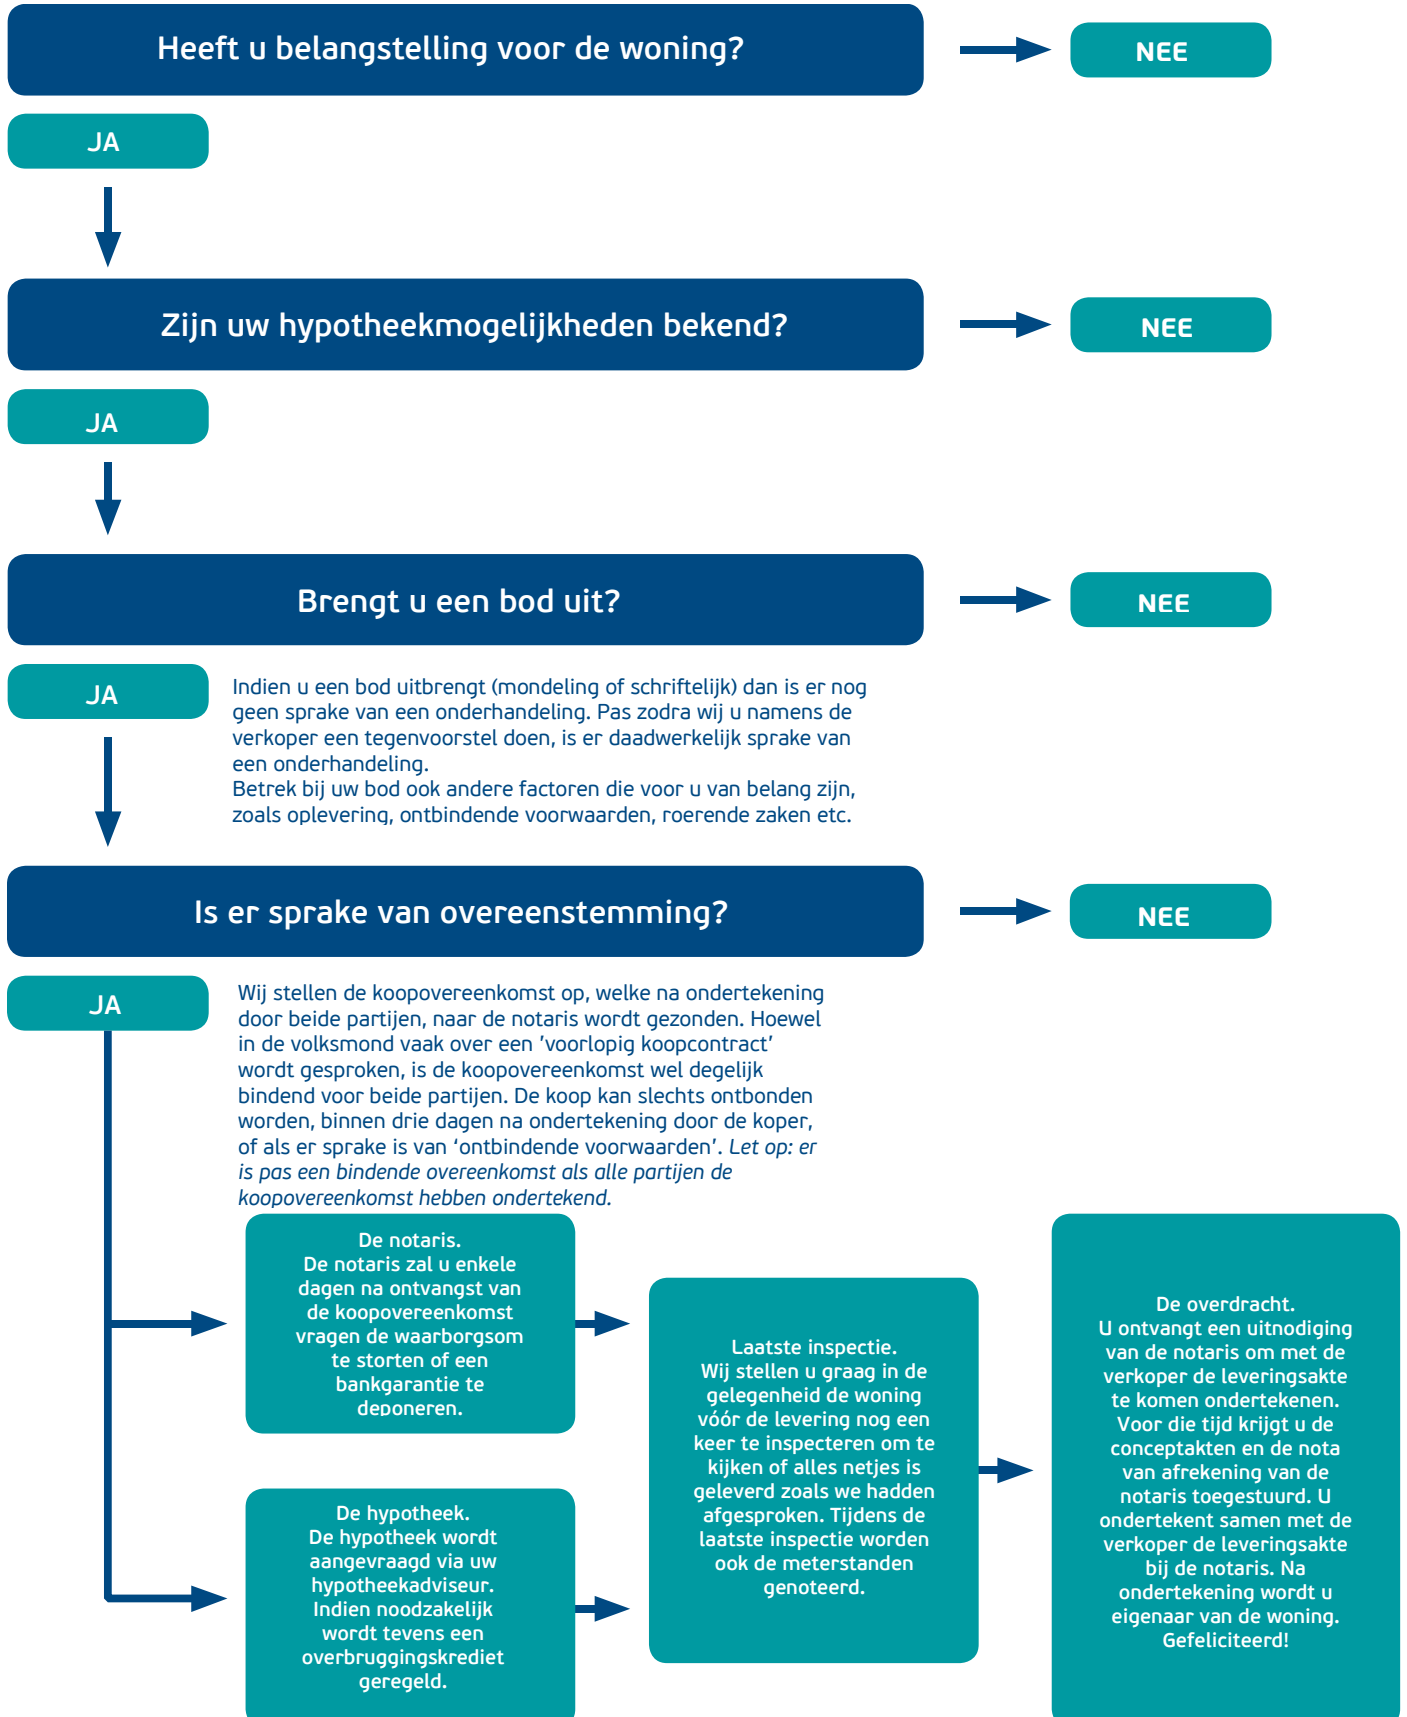 Heeft u belangstelling voor de woning?
NEE
JA
Zijn uw hypotheekmogelijkheden bekend?
NEE
JA
Brengt u een bod uit?
NEE
JA
Indien u een bod uitbrengt (mondeling of schriftelijk) dan is er nog
geen sprake van een onderhandeling. Pas zodra wij u namens de
verkoper een tegenvoorstel doen, is er daadwerkelijk sprake van
een onderhandeling.
Betrek bij uw bod ook andere factoren die voor u van belang zijn,
zoals oplevering, ontbindende voorwaarden, roerende zaken etc.
Is er sprake van overeenstemming?
NEE
JA
Wij stellen de koopovereenkomst op, welke na ondertekening
door beide partijen, naar de notaris wordt gezonden. Hoewel
in de volksmond vaak over een 'voorlopig koopcontract'
wordt gesproken, is de koopovereenkomst wel degelijk
bindend voor beide partijen. De koop kan slechts ontbonden
worden, binnen drie dagen na ondertekening door de koper,
of als er sprake is van ‘ontbindende voorwaarden’. Let op: er
is pas een bindende overeenkomst als alle partijen de
koopovereenkomst hebben ondertekend.
De notaris.
De notaris zal u enkele
dagen na ontvangst van
de koopovereenkomst
vragen de waarborgsom
te storten of een
bankgarantie te
deponeren.
De hypotheek.
De hypotheek wordt
aangevraagd via uw
hypotheekadviseur.
Indien noodzakelijk
wordt tevens een
overbruggingskrediet
geregeld.
Laatste inspectie.
Wij stellen u graag in de
gelegenheid de woning
vóór de levering nog een
keer te inspecteren om te
kijken of alles netjes is
geleverd zoals we hadden
afgesproken. Tijdens de
laatste inspectie worden
ook de meterstanden
genoteerd.
De overdracht.
U ontvangt een uitnodiging
van de notaris om met de
verkoper de leveringsakte
te komen ondertekenen.
Voor die tijd krijgt u de
conceptakten en de nota
van afrekening van de
notaris toegestuurd. U
ondertekent samen met de
verkoper de leveringsakte
bij de notaris. Na
ondertekening wordt u
eigenaar van de woning.
Gefeliciteerd!